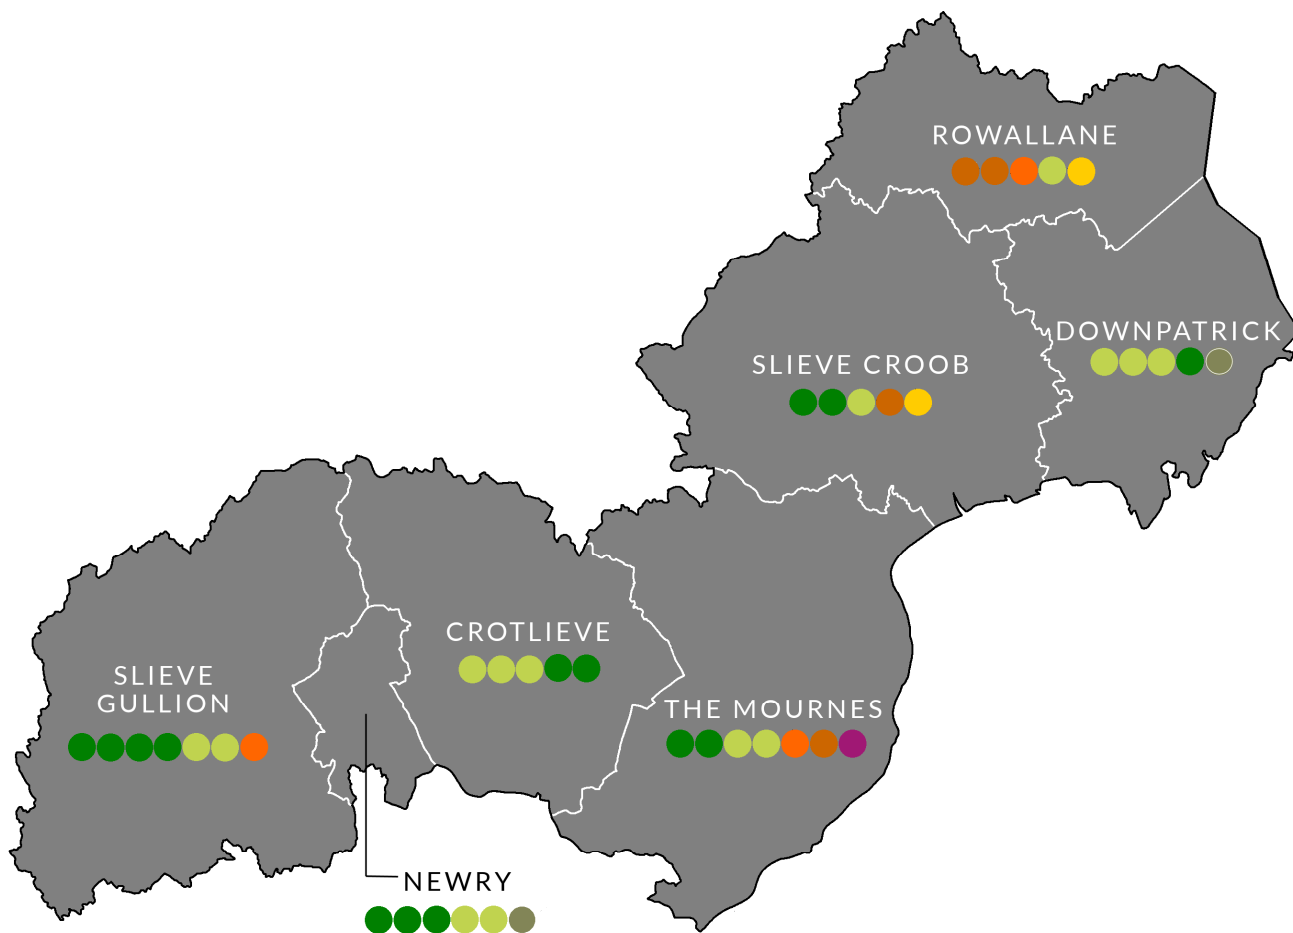 ROWALLANE
DOWNPATRICK
SLIEVE CROOB
CROTLIEVE
SLIEVE
GULLION
THE MOURNES
NEWRY